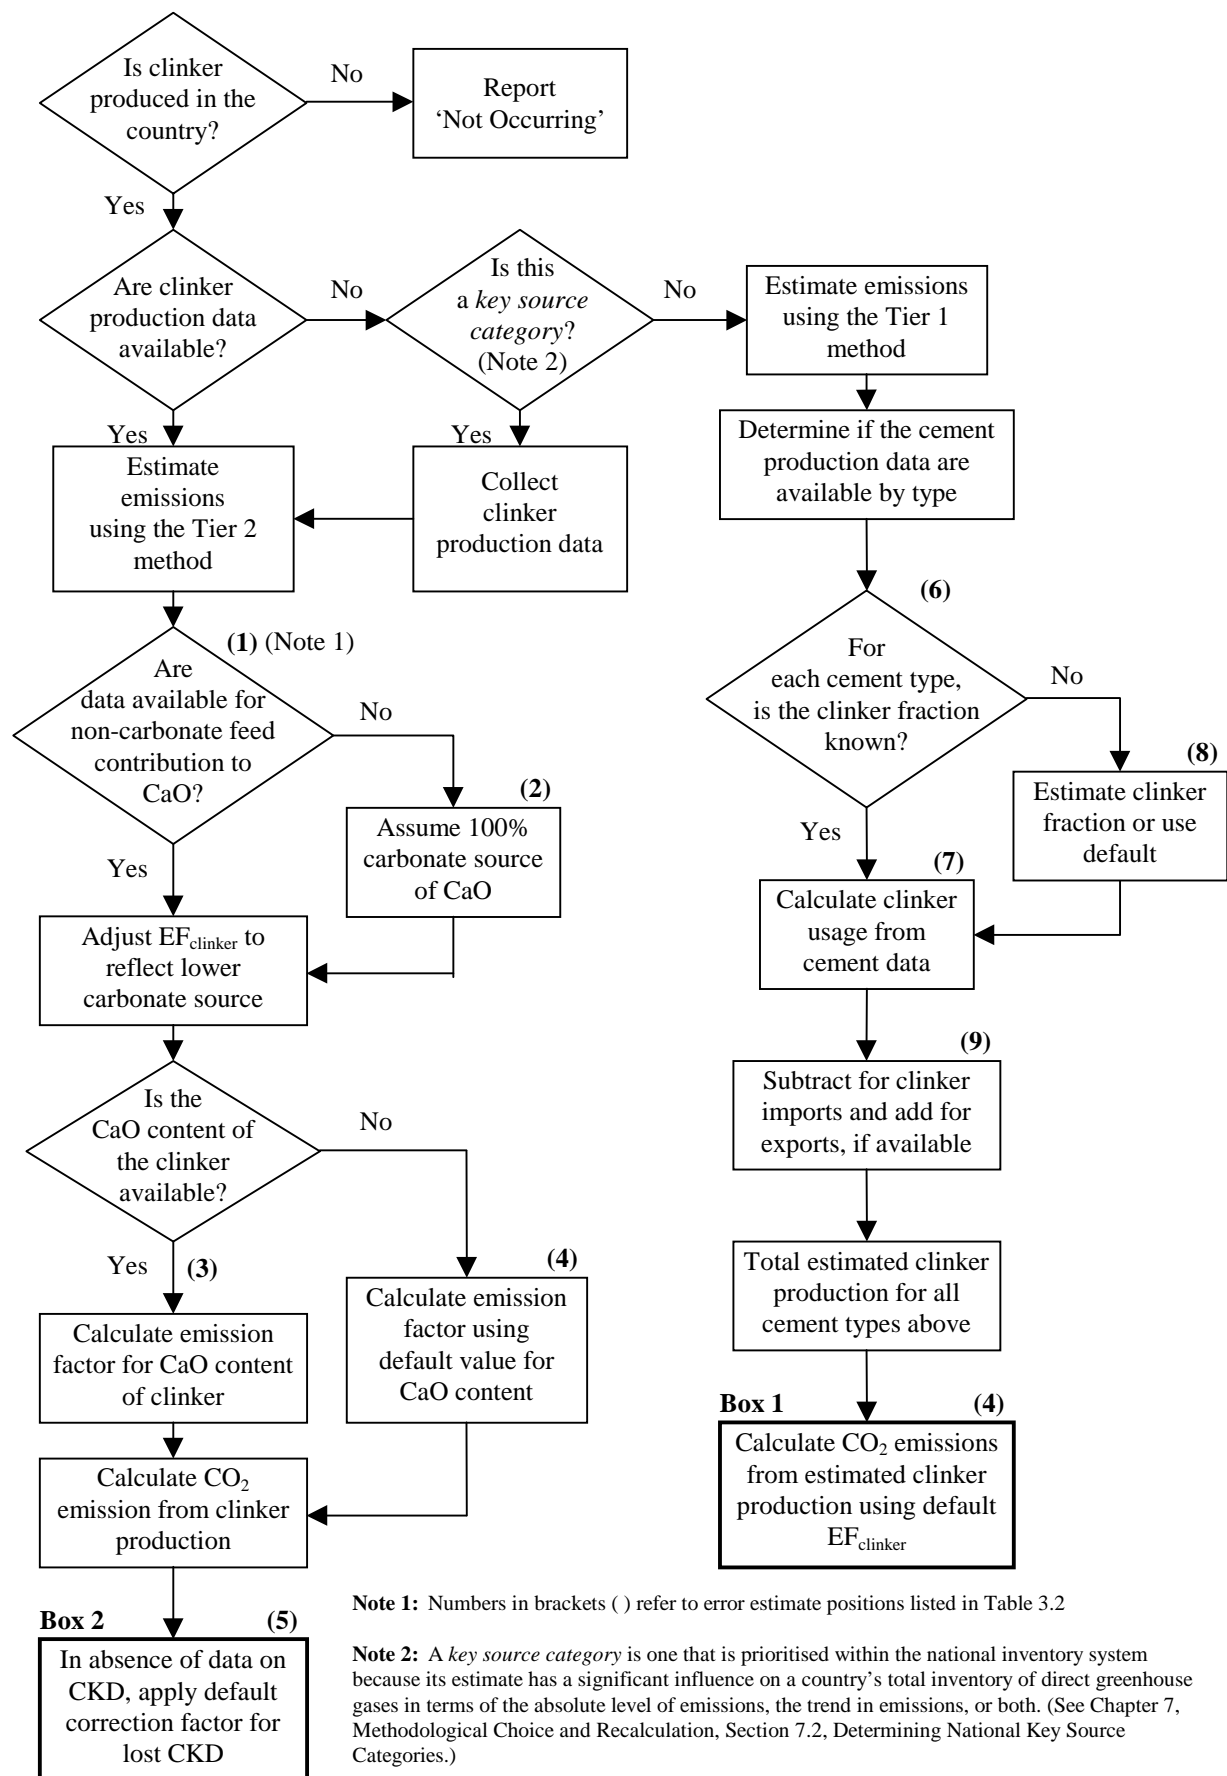 Is clinker
produced in the
country?
No
Report
‘Not Occurring’
Yes
Are clinker
production data
available?
No
Is this
a key source
category?
(Note 2)
No
Estimate emissions
using the Tier 1
method
Yes
Estimate
emissions
using the Tier 2
method
Yes
Collect
clinker
production data
Determine if the cement
production data are
available by type
(1) (Note 1)
Are
data available for
non-carbonate feed
contribution to
CaO?
No
(2)
Assume 100%
carbonate source
of CaO
Yes
Adjust EFclinker to
reflect lower
carbonate source
Is the
CaO content of
the clinker
available?
No
Yes
(3)
Calculate emission
factor for CaO content
of clinker
(4)
Calculate emission
factor using
default value for
CaO content
Calculate CO2
emission from clinker
production
Box 2 (5)
In absence of data on
CKD, apply default
correction factor for
lost CKD
(6)
For
each cement type,
is the clinker fraction
known?
No
(8)
Estimate clinker
fraction or use
default
Yes
(7)
Calculate clinker
usage from
cement data
(9)
Subtract for clinker
imports and add for
exports, if available
Total estimated clinker
production for all
cement types above
Box 1 (4)
Calculate CO2 emissions
from estimated clinker
production using default
EFclinker
Note 1: Numbers in brackets ( ) refer to error estimate positions listed in Table 3.2
Note 2: A key source category is one that is prioritised within the national inventory system
because its estimate has a significant influence on a country’s total inventory of direct greenhouse
gases in terms of the absolute level of emissions, the trend in emissions, or both. (See Chapter 7,
Methodological Choice and Recalculation, Section 7.2, Determining National Key Source
Categories.)